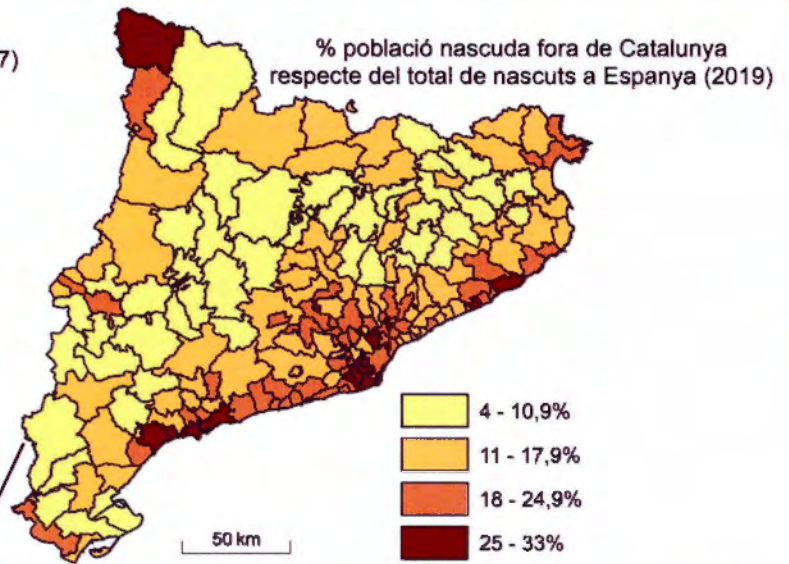 7)
% població nascuda fora de Catalunya
respecte del total de nascuts a Espanya (2019)
4 - 10,9%
11 - 17,9%
18 - 24,9%
25 - 33%
50 km